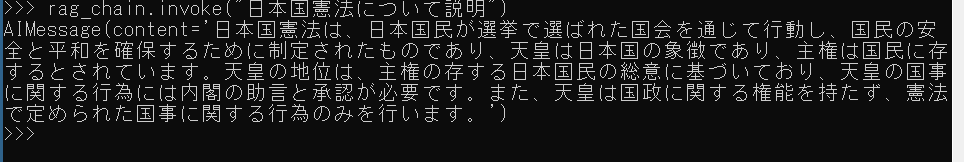 >>> rag_chain.invoke("日本国憲法について説明")
AIMessage(content='日本国憲法は、日本国民が選挙で選ばれた国会を通じて行動し、国民の安
全と平和を確保するために制定されたものであり、天皇は日本国の象徴であり、主権は国民に存
するとされています。天皇の地位は、主権の存する日本国民の総意に基づいており、天皇の国事
に関する行為には内閣の助言と承認が必要です。また、天皇は国政に関する権能を持たず、憲法
で定められた国事に関する行為のみを行います。')
>>>